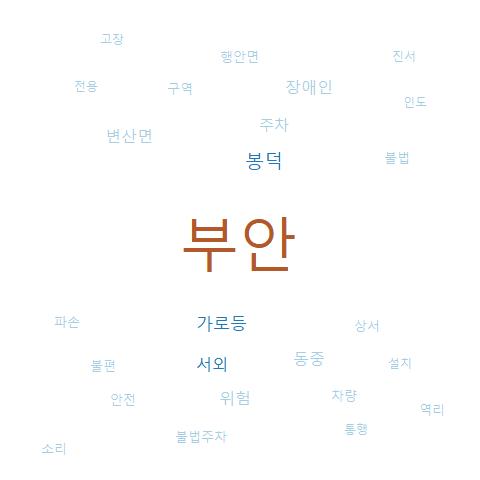 고장
행안면
진서
전용
구역
장애인
인도
주차
변산면
봉덕
불법
부안
파손
가로등
상서
불편
서외
동중
설치
안전
위험
차량
역리
불법주차
통행
소리